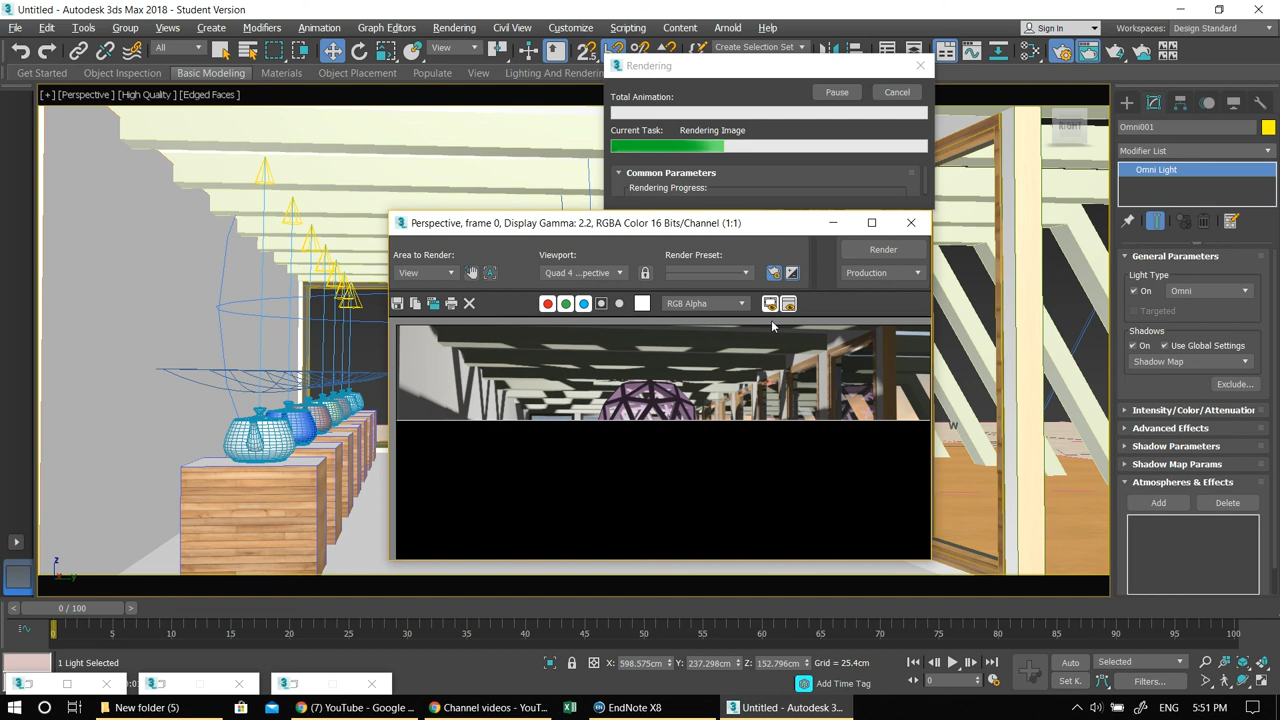 Untitled - Autodesk 3ds Max 2018 - Student Version
File Edit Tools Group Views Create Modifiers Animation Graph Editors Rendering Civil View Customize Scripting Content Arnold Help Sign In Workspaces: Design Standard
All View Create Selection Set
Get Started Object Inspection Basic Modeling Materials Object Placement Populate View Lighting And Renderin
[+] [Perspective ] [High Quality ] [Edged Faces ]
Rendering
Total Animation: Pause Cancel
Current Task: Rendering Image
Common Parameters
Rendering Progress:
Perspective, frame 0, Display Gamma: 2.2, RGBA Color 16 Bits/Channel (1:1)
Area to Render: Viewport: Render Preset: Render
View Quad 4 ...pective Production
RGB Alpha
RIGHT
W
Omni001
Modifier List
Omni Light
General Parameters
Light Type
On Omni
Targeted
Shadows
On Use Global Settings
Shadow Map
Exclude...
Intensity/Color/Attenuation
Advanced Effects
Shadow Parameters
Shadow Map Params
Atmospheres & Effects
Add Delete
z
x y
< 0 / 100 >
0 5 10 15 20 25 30 35 40 45 50 55 60 65 70 75 80 85 90 95 100
1 Light Selected X: 598.575cm Y: 237.298cm Z: 152.796cm Grid = 25.4cm Auto Selected
Add Time Tag 0 Set K. Filters...
New folder (5) (7) YouTube - Google ... Channel videos - YouT... EndNote X8 Untitled - Autodesk 3... ENG 5:51 PM